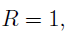 R = 1,